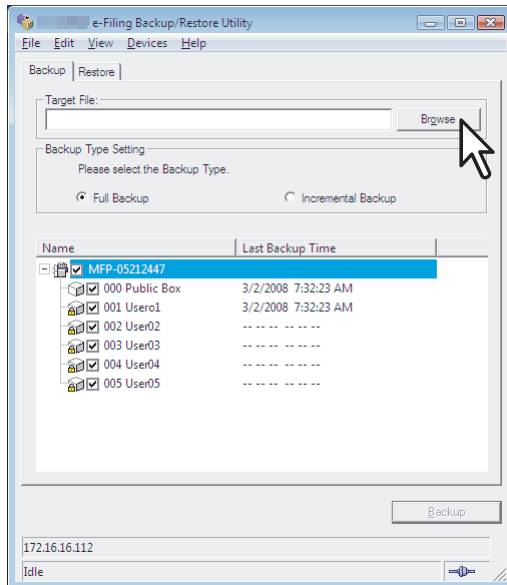 e-Filing Backup/Restore Utility
File Edit View Devices Help
Backup Restore
Target File:
Browse
Backup Type Setting
Please select the Backup Type.
Full Backup Incremental Backup
Name Last Backup Time
MFP-05212447
000 Public Box 3/2/2008 7:32:23 AM
001 Usero1 3/2/2008 7:32:23 AM
002 User02 -- -- -- -- -- --
003 User03 -- -- -- -- -- --
004 User04 -- -- -- -- -- --
005 User05 -- -- -- -- -- --
Backup
172.16.16.112
Idle